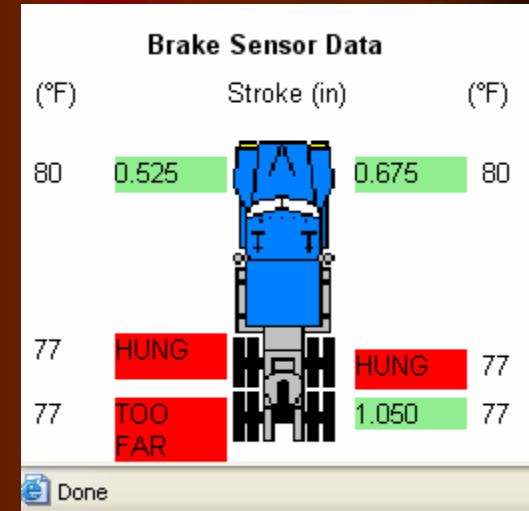 Brake Sensor Data
(°F) Stroke (in) (°F)
80 0.525 0.675 80
77 HUNG HUNG 77
77 TOO FAR 1.050 77
Done